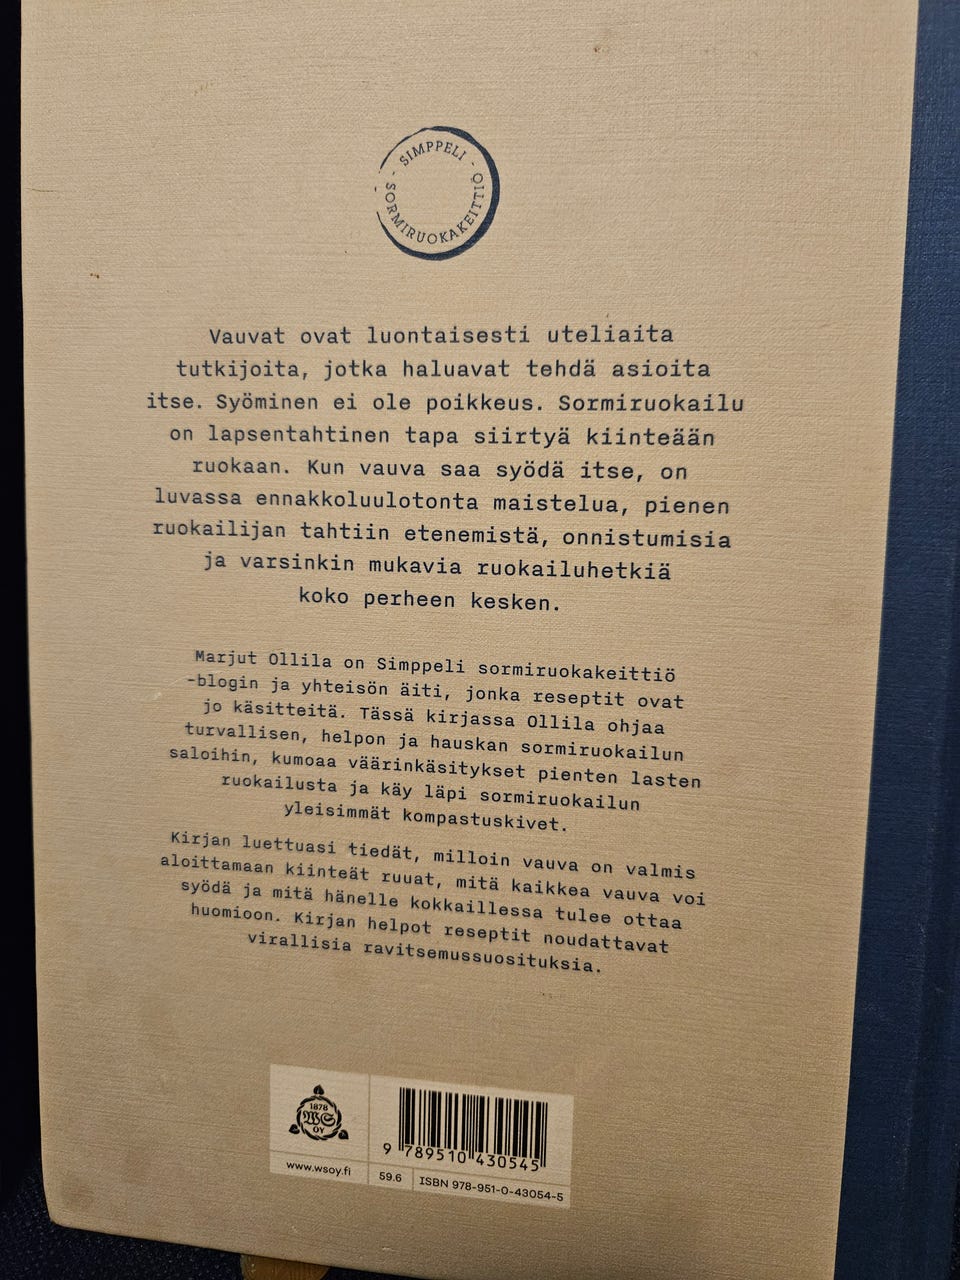 - SIMPPELI -
SORMIRUOKAKEITTIÖ
Vauvat ovat luontaisesti uteliaita
tutkijoita, jotka haluavat tehdä asioita
itse. Syöminen ei ole poikkeus. Sormiruokailu
on lapsentahtinen tapa siirtyä kiinteään
ruokaan. Kun vauva saa syödä itse, on
luvassa ennakkoluulotonta maistelua, pienen
ruokailijan tahtiin etenemistä, onnistumisia
ja varsinkin mukavia ruokailuhetkiä
koko perheen kesken.
Marjut Ollila on Simppeli sormiruokakeittiö
-blogin ja yhteisön äiti, jonka reseptit ovat
jo käsitteitä. Tässä kirjassa Ollila ohjaa
turvallisen, helpon ja hauskan sormiruokailun
saloihin, kumoaa väärinkäsitykset pienten lasten
ruokailusta ja käy läpi sormiruokailun
yleisimmät kompastuskivet.
Kirjan luettuasi tiedät, milloin vauva on valmis
aloittamaan kiinteät ruuat, mitä kaikkea vauva voi
syödä ja mitä hänelle kokkaillessa tulee ottaa
huomioon. Kirjan helpot reseptit noudattavat
virallisia ravitsemussuosituksia.
1878
WS
OY
www.wsoy.fi
9 789510 430545
59.6
ISBN 978-951-0-43054-5